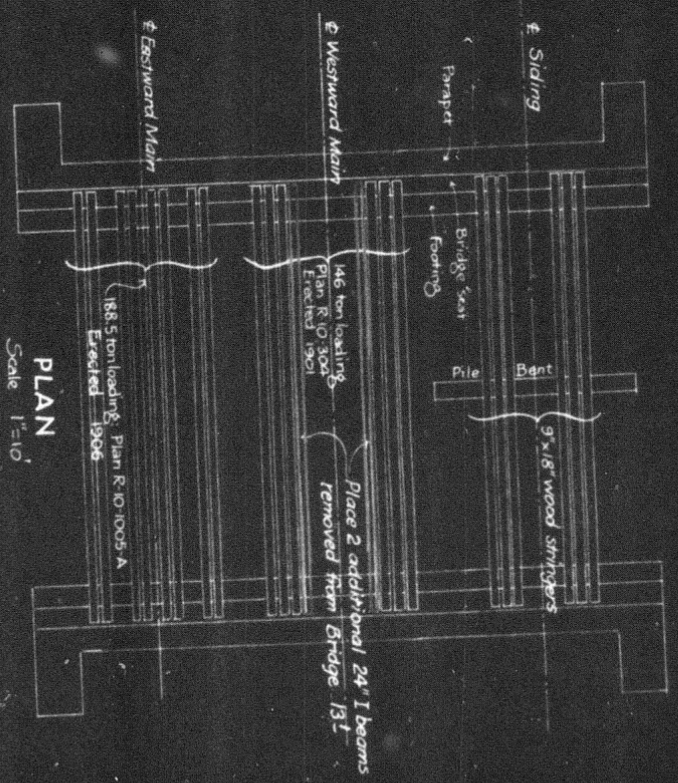 ℄ Siding
Parapet
Bridge Seat
Footing
Pile Bent
9"x18" wood stringers
℄ Westward Main
146 ton loading
Plan R-10-304
Erected 1901
Place 2 additional 24" I beams
removed from Bridge
℄ Eastward Main
188.5 ton loading; Plan R-10-1005-A
Erected 1906
PLAN
Scale 1"=10'